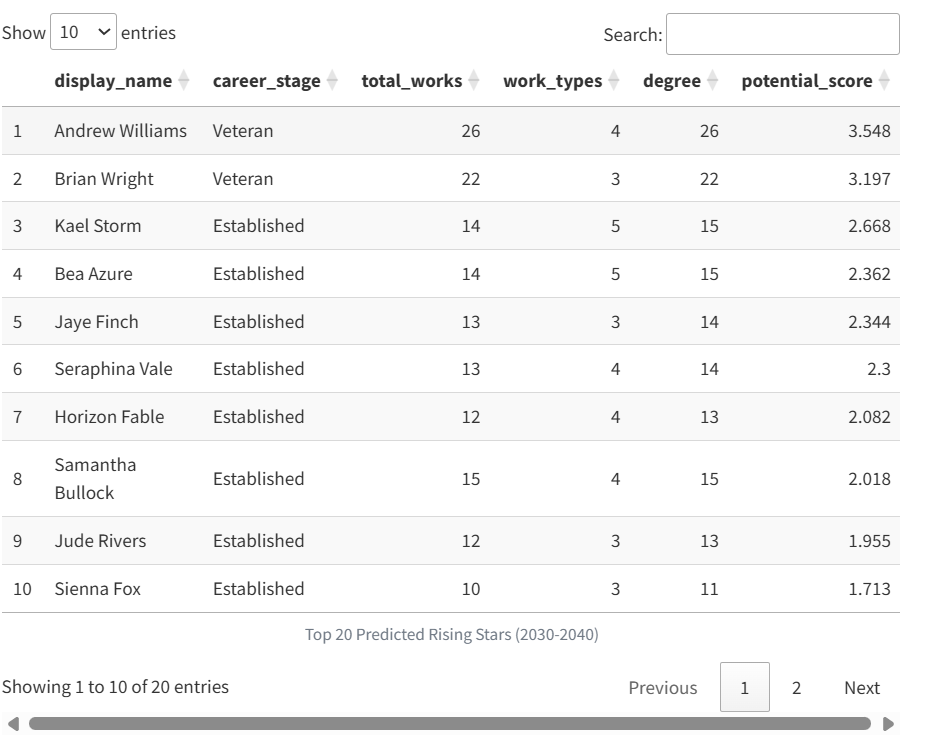 Show 10 entries Search:
display_name career_stage total_works work_types degree potential_score
1 Andrew Williams Veteran 26 4 26 3.548
2 Brian Wright Veteran 22 3 22 3.197
3 Kael Storm Established 14 5 15 2.668
4 Bea Azure Established 14 5 15 2.362
5 Jaye Finch Established 13 3 14 2.344
6 Seraphina Vale Established 13 4 14 2.3
7 Horizon Fable Established 12 4 13 2.082
8 Samantha Bullock Established 15 4 15 2.018
9 Jude Rivers Established 12 3 13 1.955
10 Sienna Fox Established 10 3 11 1.713
Top 20 Predicted Rising Stars (2030-2040)
Showing 1 to 10 of 20 entries Previous 1 2 Next